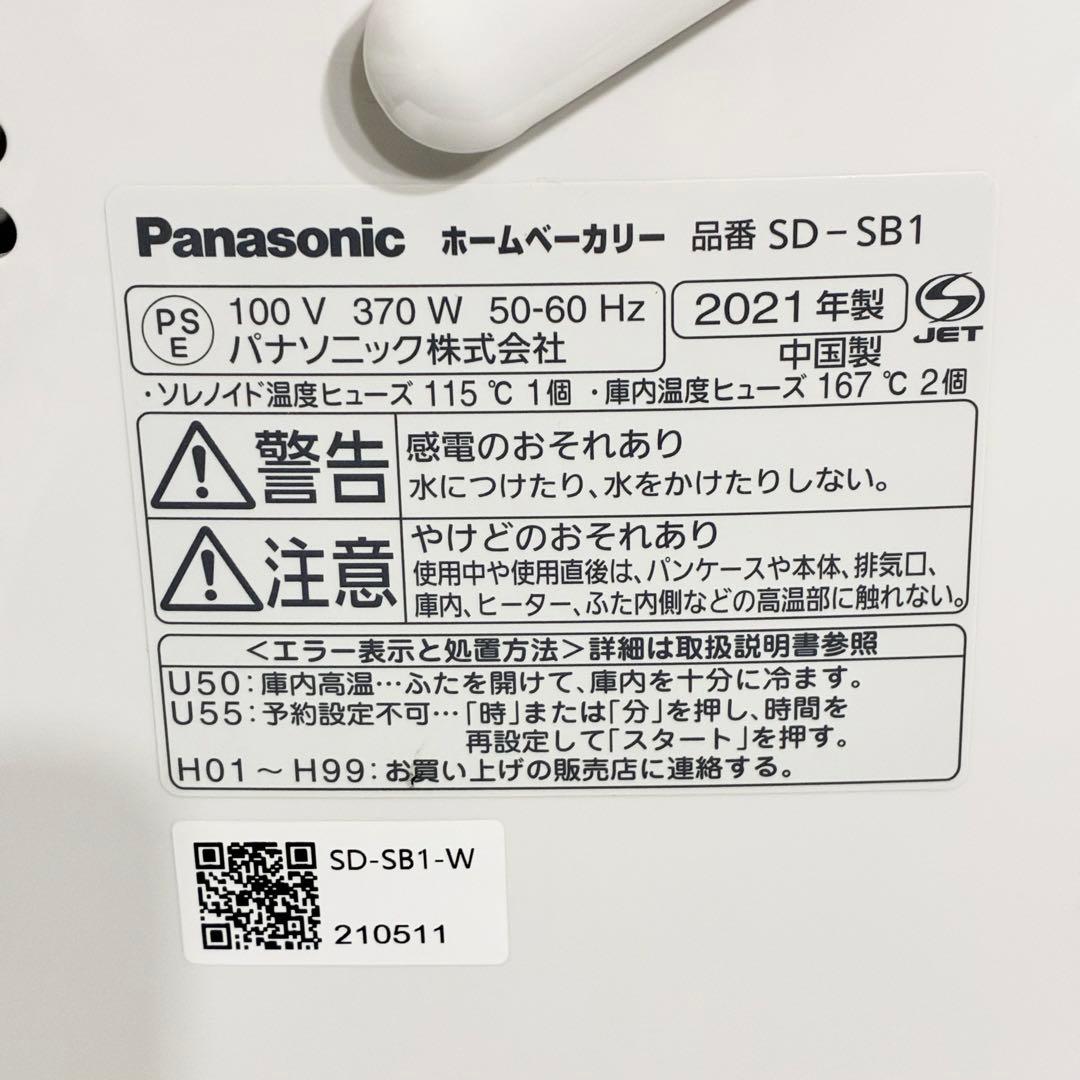 Panasonic ホームベーカリー 品番 SD-SB1
PS E 100 V 370 W 50-60 Hz
パナソニック株式会社
2021 年製
中国製
JET
・ソレノイド温度ヒューズ 115 ℃ 1個 ・庫内温度ヒューズ 167 ℃ 2個
警告
感電のおそれあり
水につけたり、水をかけたりしない。
注意
やけどのおそれあり
使用中や使用直後は、パンケースや本体、排気口、
庫内、ヒーター、ふた内側などの高温部に触れない。
<エラー表示と処置方法>詳細は取扱説明書参照
U50:庫内高温…ふたを開けて、庫内を十分に冷ます。
U55:予約設定不可…「時」または「分」を押し、時間を
再設定して「スタート」を押す。
H01~H99:お買い上げの販売店に連絡する。
SD-SB1-W
210511